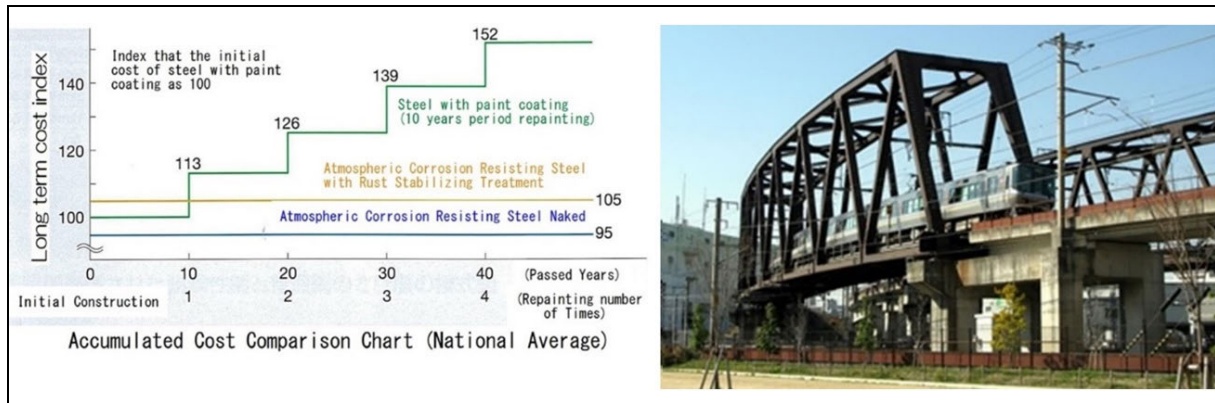 152
Index that the initial
cost of steel with paint
coating as 100
139
140
Steel with paint coating
(10 years period repainting)
126
120
113
Atmospheric Corrosion Resisting Steel
with Rust Stabilizing Treatment
105
100
Atmospheric Corrosion Resisting Steel Naked
95
Long term cost index
0 10 20 30 40 (Passed Years)
Initial Construction 1 2 3 4 (Repainting number
of Times)
Accumulated Cost Comparison Chart (National Average)